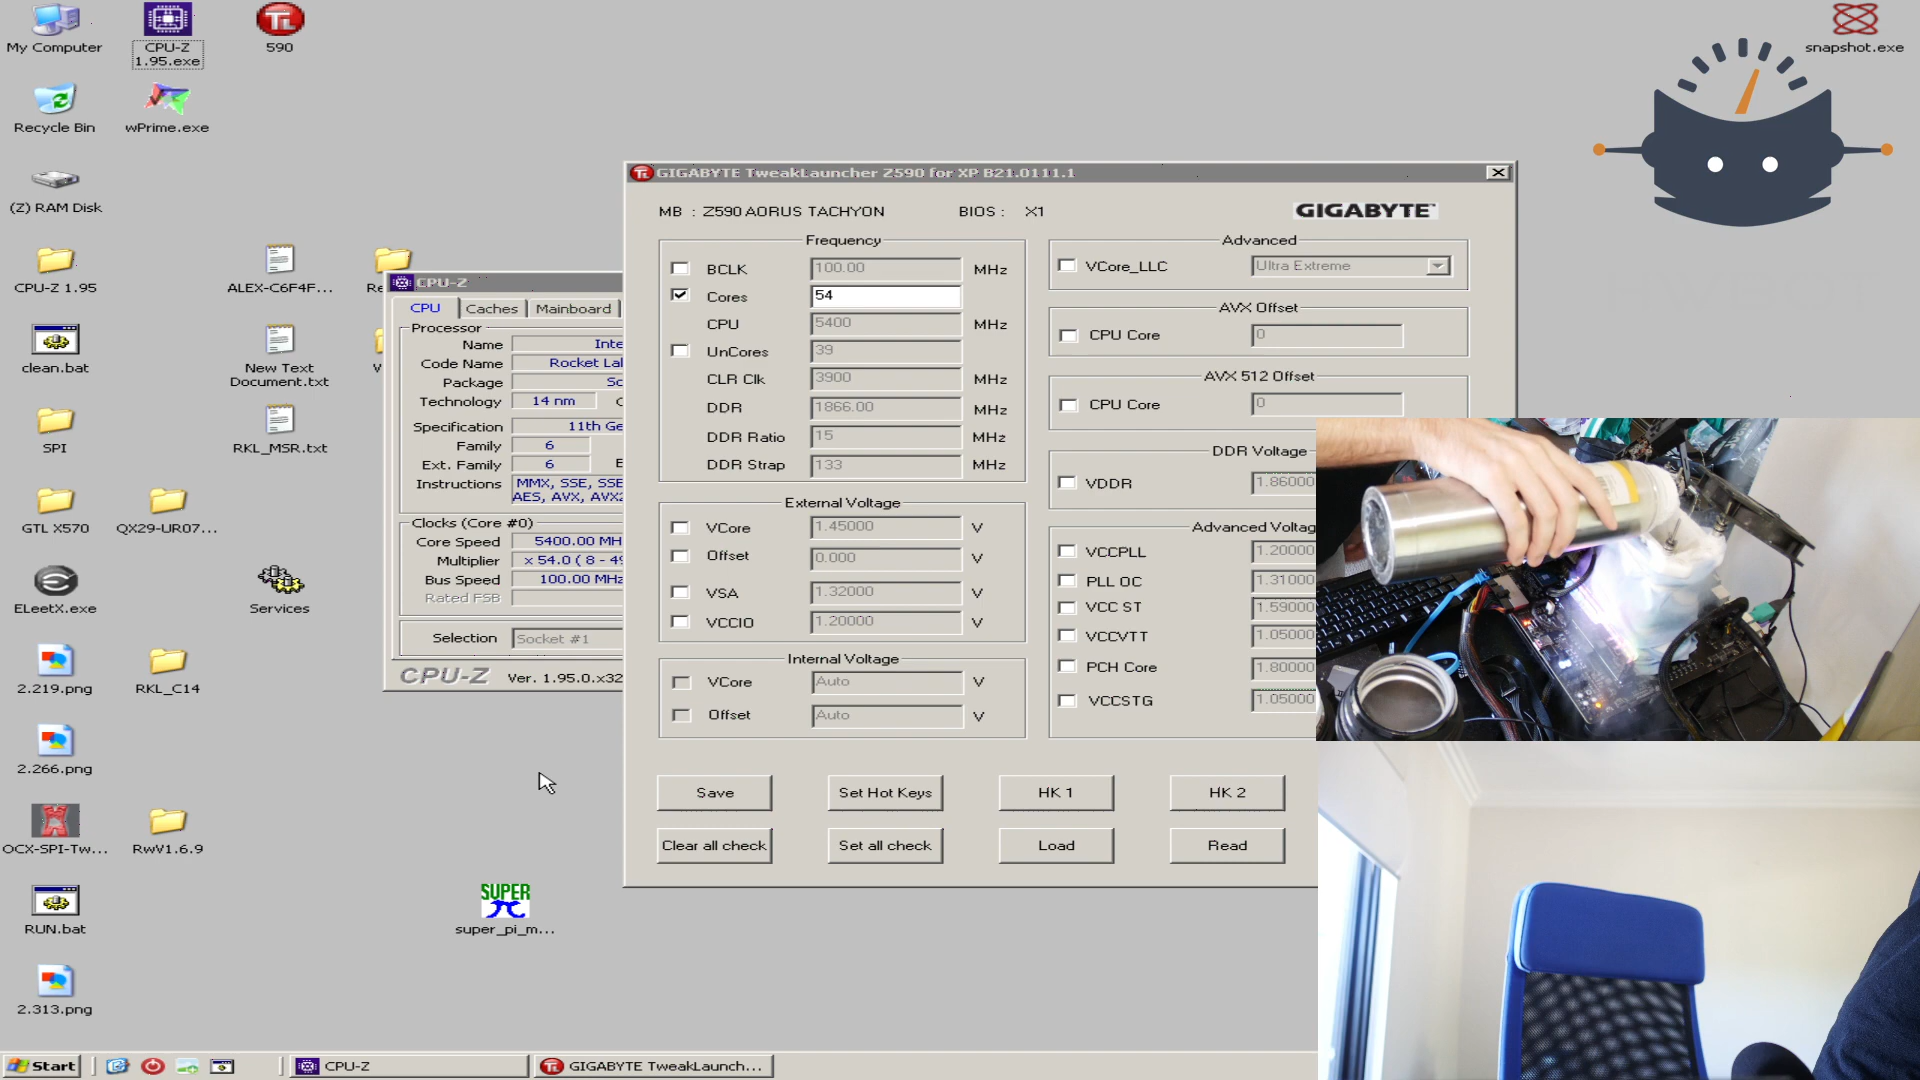 My Computer
CPU-Z
1.95.exe
590
snapshot.exe
Recycle Bin
wPrime.exe
(Z) RAM Disk
CPU-Z 1.95
ALEX-C6F4F...
clean.bat
New Text
Document.txt
SPI
RKL_MSR.txt
GTL X570
QX29-UR07...
ELeetX.exe
Services
2.219.png
RKL_C14
2.266.png
OCX-SPI-Tw...
RwV1.6.9
RUN.bat
SUPER
super_pi_m...
2.313.png
CPU-Z
CPU
Caches
Mainboard
Processor
Name
Inte
Code Name
Rocket Lal
Package
Technology
14 nm
Specification
11th Ge
Family
6
Ext. Family
6
Instructions
MMX, SSE, SSE
AES, AVX, AVX2
Clocks (Core #0)
Core Speed
5400.00 MH
Multiplier
x 54.0 ( 8 - 49
Bus Speed
100.00 MHz
Rated FSB
Selection
Socket #1
CPU-Z
Ver. 1.95.0.x32
GIGABYTE TweakLauncher Z590 for XP B21.0111.1
MB : Z590 AORUS TACHYON
BIOS : X1
GIGABYTE
Frequency
BCLK 100.00 MHz
Cores 54
CPU 5400 MHz
UnCores 39
CLR Clk 3900 MHz
DDR 1866.00 MHz
DDR Ratio 15 MHz
DDR Strap 133 MHz
External Voltage
VCore 1.45000 V
Offset 0.000 V
VSA 1.32000 V
VCCIO 1.20000 V
Internal Voltage
VCore Auto V
Offset Auto V
Advanced
VCore_LLC Ultra Extreme
AVX Offset
CPU Core 0
AVX 512 Offset
CPU Core 0
DDR Voltage
VDDR 1.86000
Advanced Voltag
VCCPLL 1.20000
PLL OC 1.31000
VCC ST 1.59000
VCCVTT 1.05000
PCH Core 1.80000
VCCSTG 1.05000
Save
Set Hot Keys
HK 1
HK 2
Clear all check
Set all check
Load
Read
Start
CPU-Z
GIGABYTE TweakLaunch...